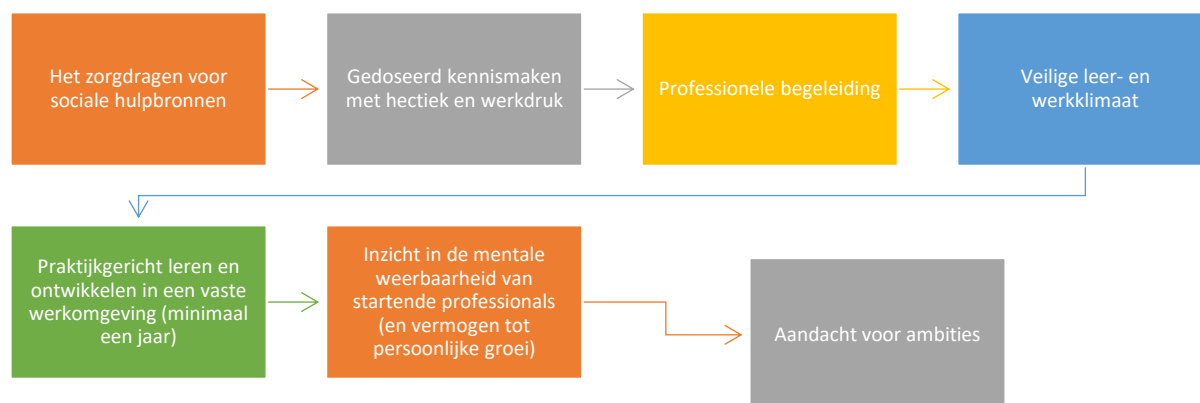 Het zorgdragen voor
sociale hulpbronnen
Gedoseerd kennismaken
met hectiek en werkdruk
Professionele begeleiding
Veilige leer- en
werkklimaat
Praktijkgericht leren en
ontwikkelen in een vaste
werkomgeving (minimaal
een jaar)
Inzicht in de mentale
weerbaarheid van
startende professionals
(en vermogen tot
persoonlijke groei)
Aandacht voor ambities